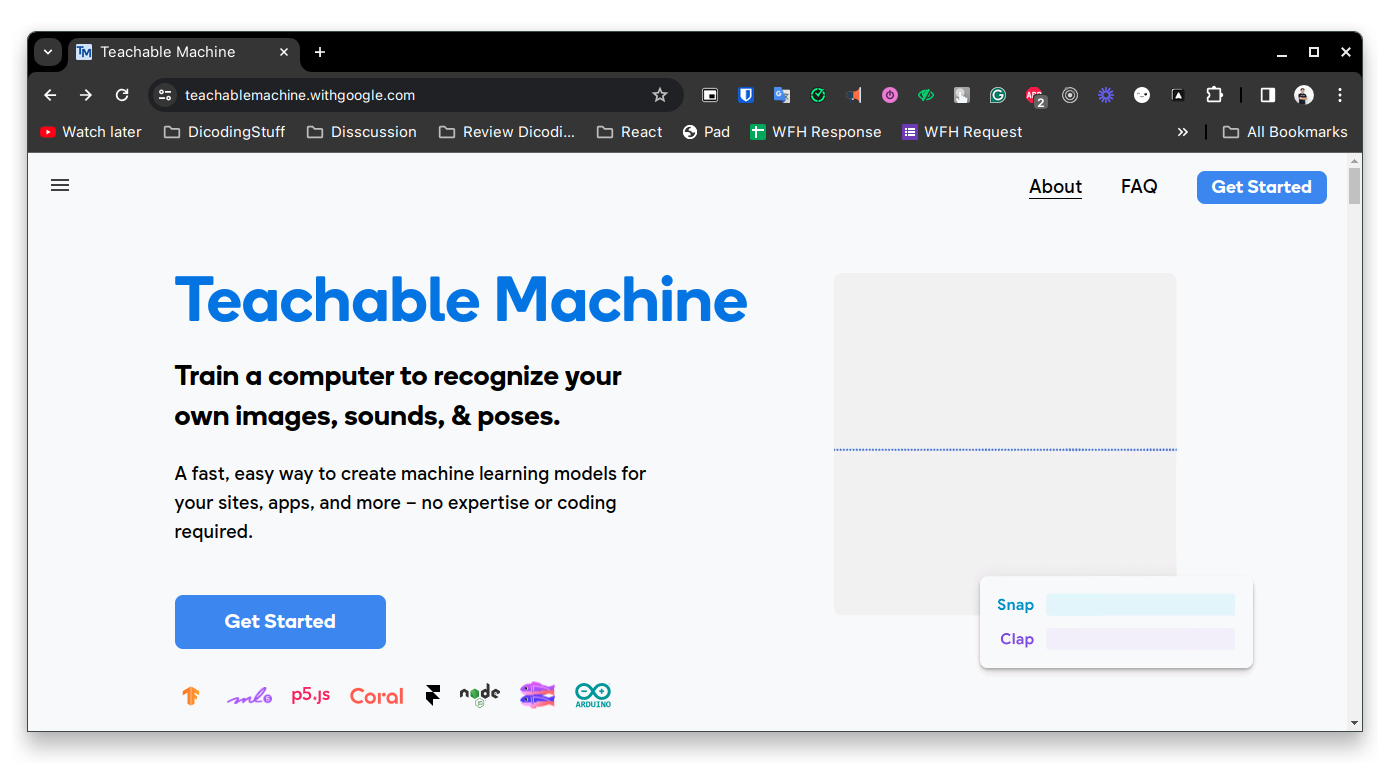 Teachable Machine
teachablemachine.withgoogle.com
2
Watch later DicodingStuff Disscussion Review Dicodi... React Pad WFH Response WFH Request » All Bookmarks
About FAQ Get Started
Teachable Machine
Train a computer to recognize your
own images, sounds, & poses.
A fast, easy way to create machine learning models for
your sites, apps, and more – no expertise or coding
required.
Get Started
Snap
Clap
p5.js Coral node
ARDUINO